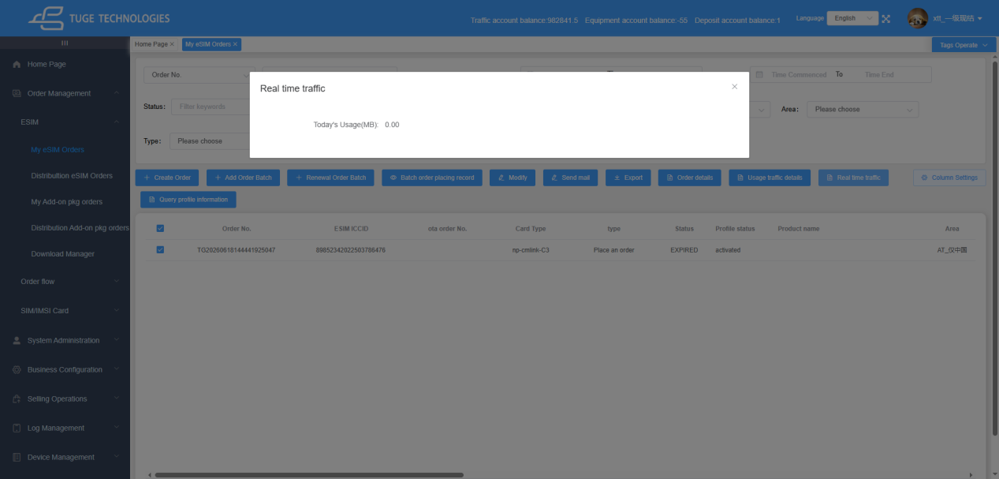 TUGE TECHNOLOGIES
Traffic account balance:982841.5 Equipment account balance:-55 Deposit account balance:1 Language English xtt_一级现结
Home Page × My eSIM Orders × Tags Operate
Home Page
Order Management
ESIM
My eSIM Orders
Distribultion eSIM Orders
My Add-on pkg orders
Distribution Add-on pkg orders
Download Manager
Order flow
SIM/IMSI Card
System Administration
Business Configuration
Selling Operations
Log Management
Device Management
Order No. Time Commenced To Time End
Status: Filter keywords Area: Please choose
Type: Please choose
Real time traffic
Today's Usage(MB): 0.00
Create Order Add Order Batch Renewal Order Batch Batch order placing record Modify Send mail Export Order details Usage traffic details Real time traffic Column Settings
Query profile information
Order No. ESIM ICCID ota order No. Card Type type Status Profile status Product name Area
TG20260618144441925047 89852342022503786476 np-cmlink-C3 Place an order EXPIRED activated AT_仅中国